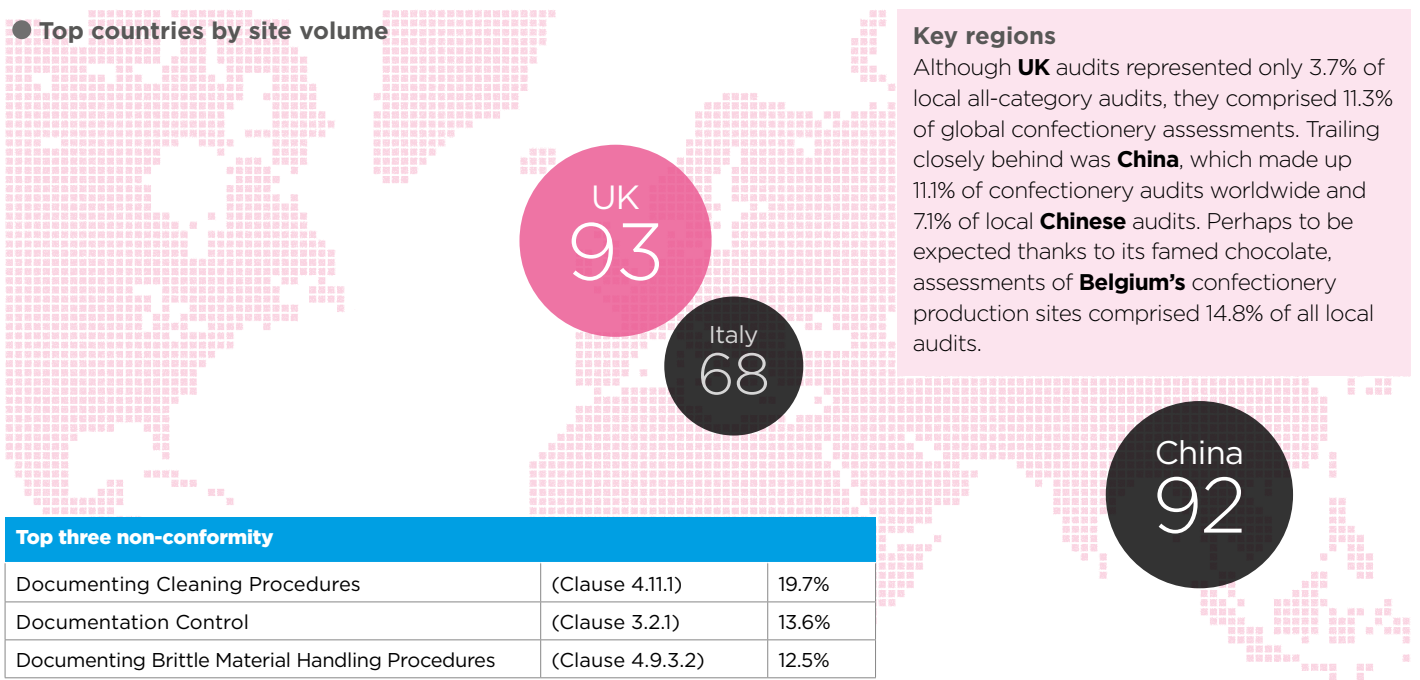 Top countries by site volume
UK
93
Italy
68
China
92
Key regions
Although UK audits represented only 3.7% of
local all-category audits, they comprised 11.3%
of global confectionery assessments. Trailing
closely behind was China, which made up
11.1% of confectionery audits worldwide and
7.1% of local Chinese audits. Perhaps to be
expected thanks to its famed chocolate,
assessments of Belgium's confectionery
production sites comprised 14.8% of all local
audits.
Top three non-conformity
Documenting Cleaning Procedures (Clause 4.11.1) 19.7%
Documentation Control (Clause 3.2.1) 13.6%
Documenting Brittle Material Handling Procedures (Clause 4.9.3.2) 12.5%